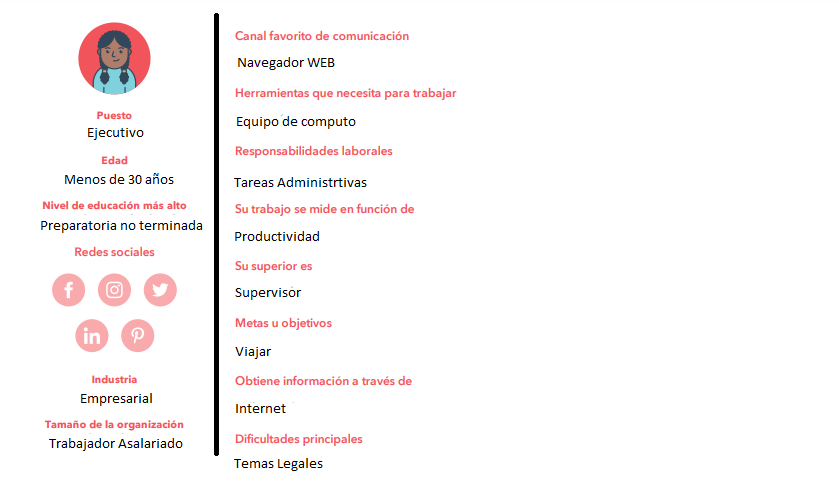 Puesto
Ejecutivo
Edad
Menos de 30 años
Nivel de educación más alto
Preparatoria no terminada
Redes sociales
f
in
Industria
Empresarial
Tamaño de la organización
Trabajador Asalariado
Canal favorito de comunicación
Navegador WEB
Herramientas que necesita para trabajar
Equipo de computo
Responsabilidades laborales
Tareas Administrtivas
Su trabajo se mide en función de
Productividad
Su superior es
Supervisor
Metas u objetivos
Viajar
Obtiene información a través de
Internet
Dificultades principales
Temas Legales